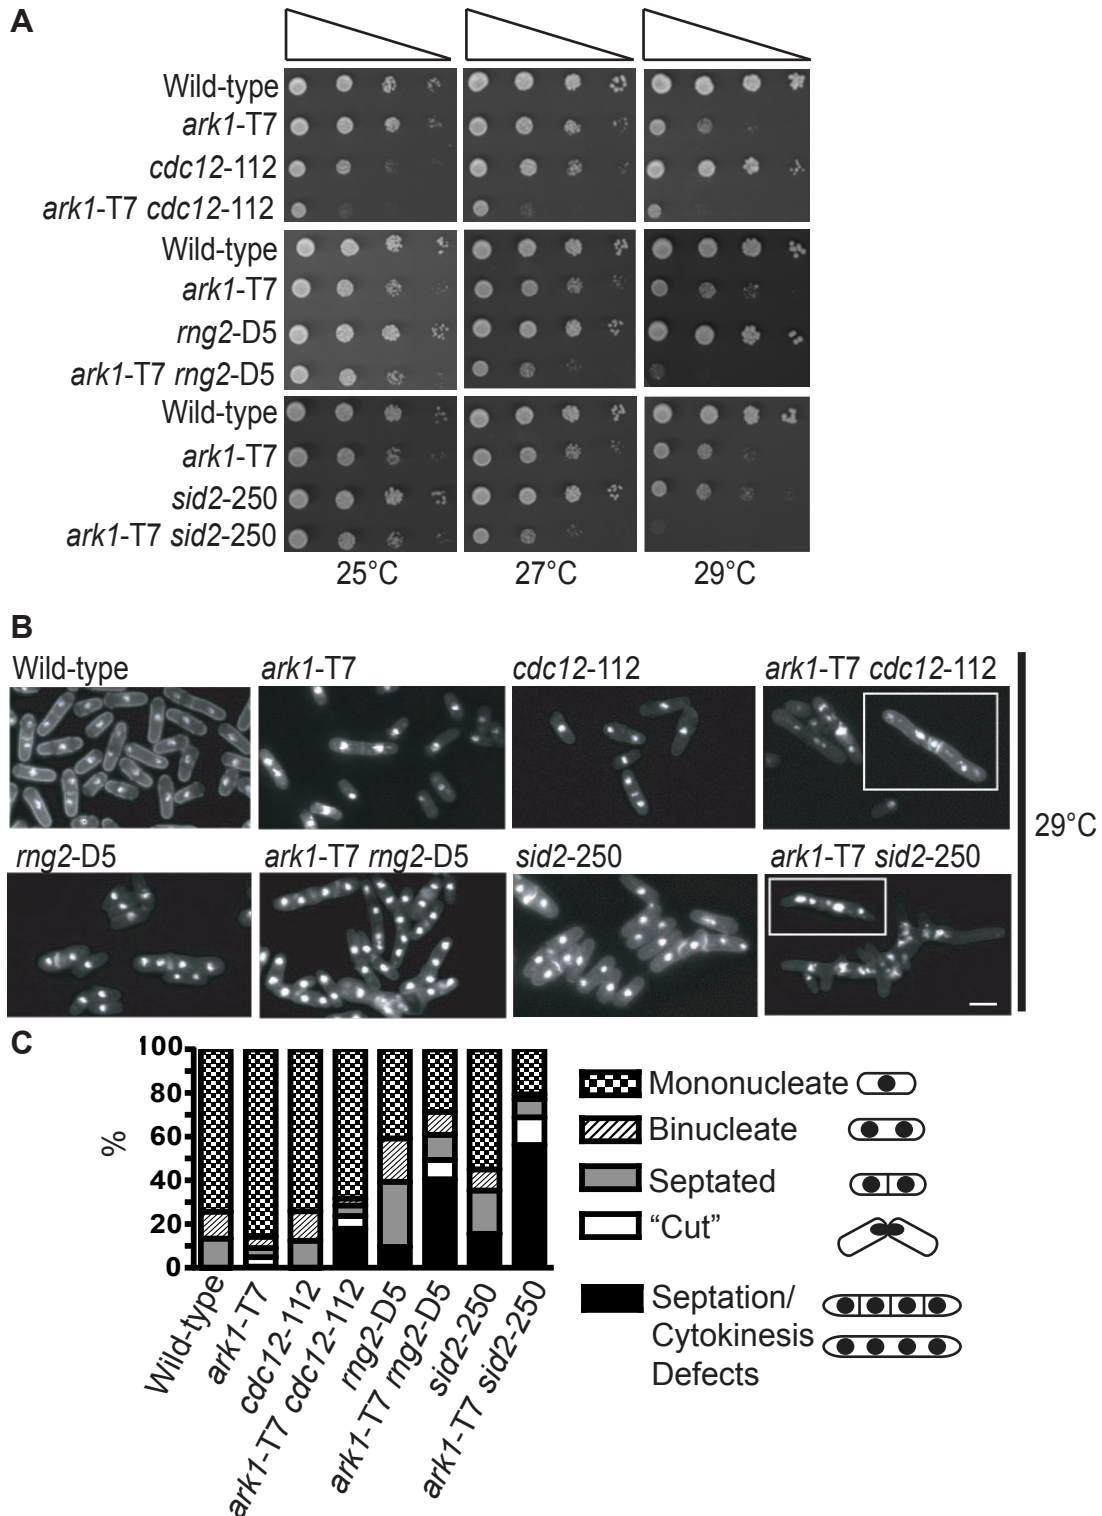 A
Wild-type
ark1-T7
cdc12-112
ark1-T7 cdc12-112
Wild-type
ark1-T7
rng2-D5
ark1-T7 rng2-D5
Wild-type
ark1-T7
sid2-250
ark1-T7 sid2-250
25°C 27°C 29°C
B
Wild-type ark1-T7 cdc12-112 ark1-T7 cdc12-112
29°C
rng2-D5 ark1-T7 rng2-D5 sid2-250 ark1-T7 sid2-250
C
100
80
60
40
20
0
%
Wild-type
ark1-T7
cdc12-112
ark1-T7 cdc12-112
rng2-D5
ark1-T7 rng2-D5
sid2-250
ark1-T7 sid2-250
Mononucleate
Binucleate
Septated
“Cut”
Septation/
Cytokinesis
Defects